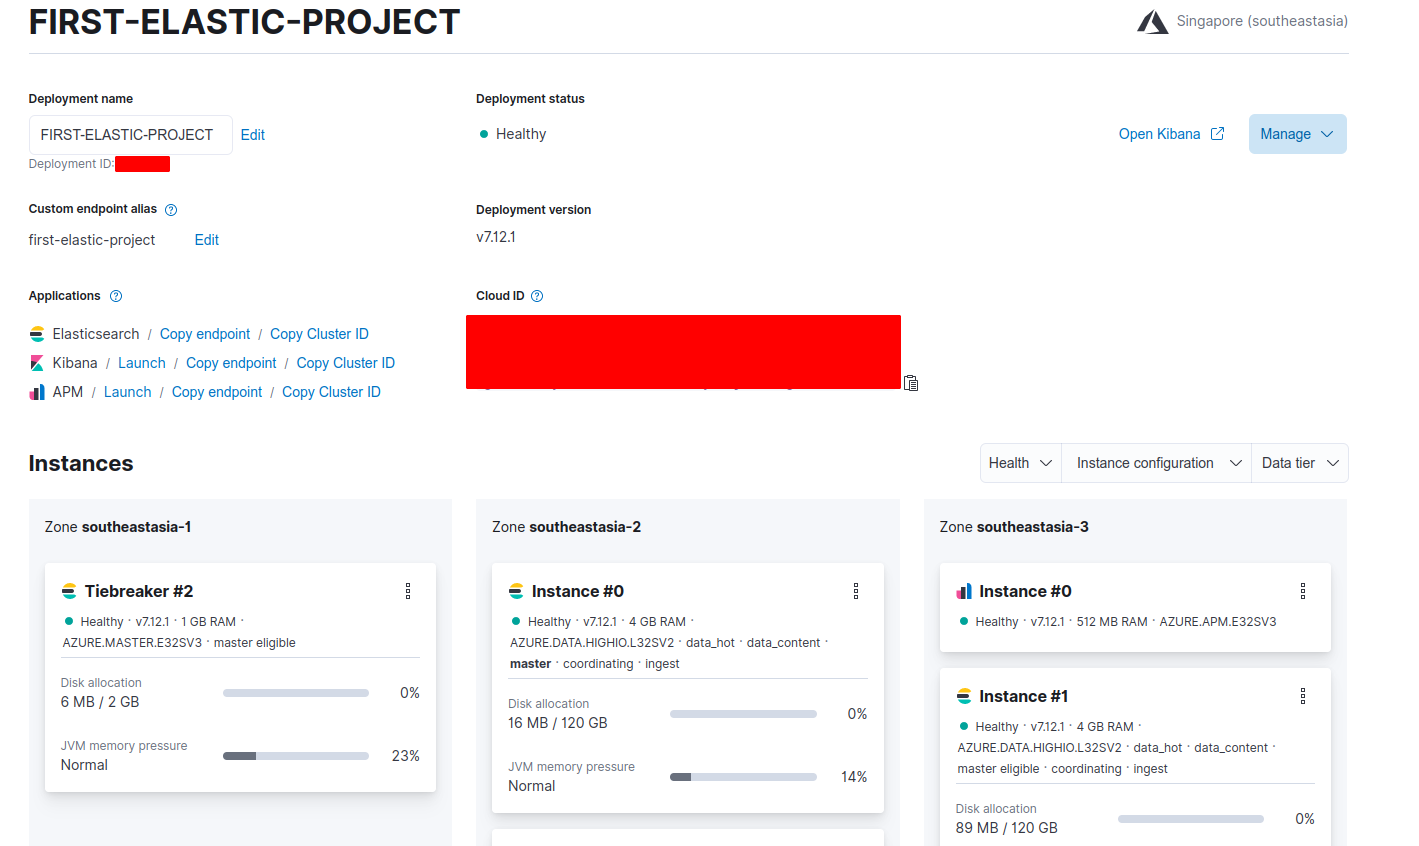 FIRST-ELASTIC-PROJECT
Singapore (southeastasia)
Deployment name
FIRST-ELASTIC-PROJECT Edit
Deployment ID:
Deployment status
Healthy
Open Kibana
Manage
Custom endpoint alias
first-elastic-project Edit
Deployment version
v7.12.1
Applications
Elasticsearch / Copy endpoint / Copy Cluster ID
Kibana / Launch / Copy endpoint / Copy Cluster ID
APM / Launch / Copy endpoint / Copy Cluster ID
Cloud ID
Instances
Health
Instance configuration
Data tier
Zone southeastasia-1
Tiebreaker #2
Healthy · v7.12.1 · 1 GB RAM ·
AZURE.MASTER.E32SV3 · master eligible
Disk allocation
6 MB / 2 GB
0%
JVM memory pressure
Normal
23%
Zone southeastasia-2
Instance #0
Healthy · v7.12.1 · 4 GB RAM ·
AZURE.DATA.HIGHIO.L32SV2 · data_hot · data_content ·
master · coordinating · ingest
Disk allocation
16 MB / 120 GB
0%
JVM memory pressure
Normal
14%
Zone southeastasia-3
Instance #0
Healthy · v7.12.1 · 512 MB RAM · AZURE.APM.E32SV3
Instance #1
Healthy · v7.12.1 · 4 GB RAM ·
AZURE.DATA.HIGHIO.L32SV2 · data_hot · data_content ·
master eligible · coordinating · ingest
Disk allocation
89 MB / 120 GB
0%